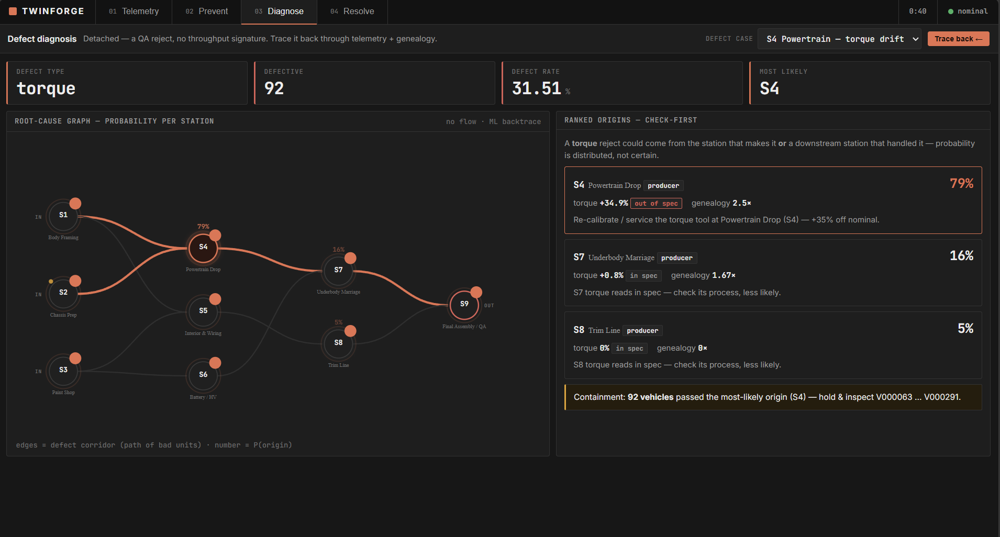 TWINFORGE
01 Telemetry
02 Prevent
03 Diagnose
04 Resolve
0:40
nominal
Defect diagnosis
Detached — a QA reject, no throughput signature. Trace it back through telemetry + genealogy.
DEFECT CASE
S4 Powertrain — torque drift
Trace back ←
DEFECT TYPE
torque
DEFECTIVE
92
DEFECT RATE
31.51 %
MOST LIKELY
S4
ROOT-CAUSE GRAPH — PROBABILITY PER STATION
no flow · ML backtrace
IN
S1
Body Framing
79%
S4
Powertrain Drop
16%
S7
Underbody Marriage
IN
S2
Chassis Prep
S5
Interior & Wiring
S9
OUT
Final Assembly / QA
5%
S8
Trim Line
IN
S3
Paint Shop
S6
Battery / HV
edges = defect corridor (path of bad units) · number = P(origin)
RANKED ORIGINS — CHECK-FIRST
A torque reject could come from the station that makes it or a downstream station that handled it — probability
is distributed, not certain.
S4 Powertrain Drop producer
79%
torque +34.9% out of spec genealogy 2.5×
Re-calibrate / service the torque tool at Powertrain Drop (S4) — +35% off nominal.
S7 Underbody Marriage producer
16%
torque +0.8% in spec genealogy 1.67×
S7 torque reads in spec — check its process, less likely.
S8 Trim Line producer
5%
torque 0% in spec genealogy 0×
S8 torque reads in spec — check its process, less likely.
Containment: 92 vehicles passed the most-likely origin (S4) — hold & inspect V000063 … V000291.